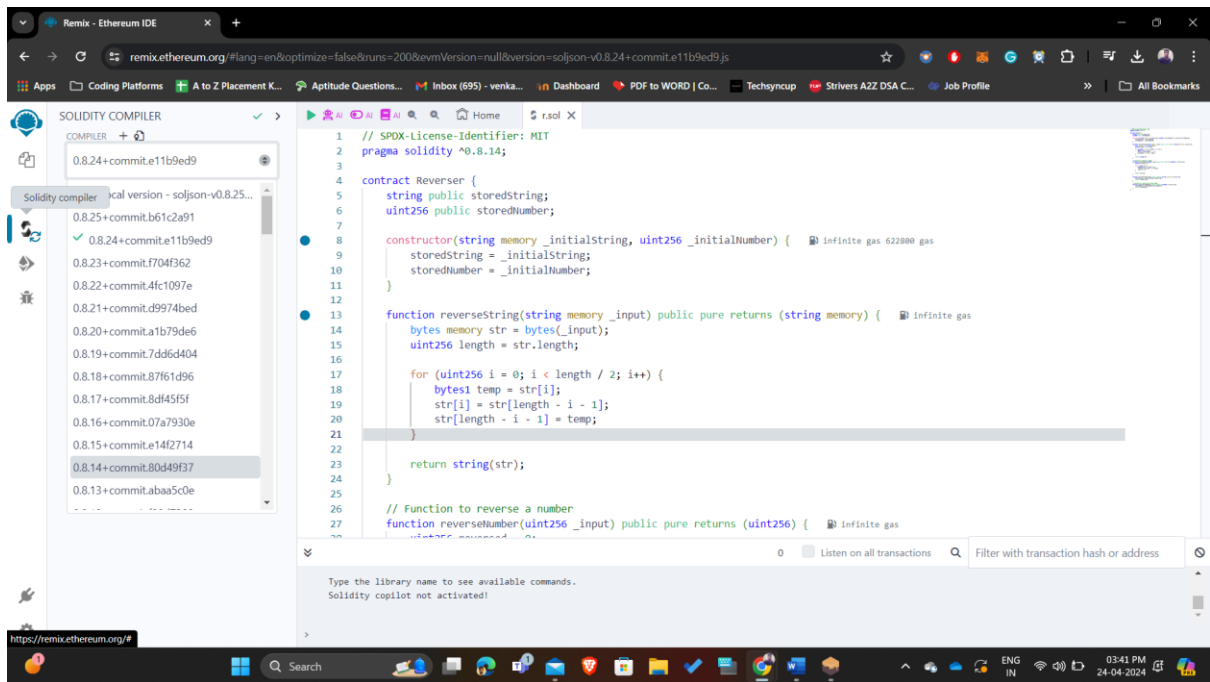 Remix - Ethereum IDE
remix.ethereum.org/#lang=en&optimize=false&runs=200&evmVersion=null&version=soljson-v0.8.24+commit.e11b9ed9.js
Apps Coding Platforms A to Z Placement K... Aptitude Questions... Inbox (695) - venka... Dashboard PDF to WORD | Co... Techsyncup Strivers A2Z DSA C... Job Profile » All Bookmarks
SOLIDITY COMPILER
COMPILER
0.8.24+commit.e11b9ed9
Solidity compiler
ocal version - soljson-v0.8.25...
0.8.25+commit.b61c2a91
0.8.24+commit.e11b9ed9
0.8.23+commit.f704f362
0.8.22+commit.4fc1097e
0.8.21+commit.d9974bed
0.8.20+commit.a1b79de6
0.8.19+commit.7dd6d404
0.8.18+commit.87f61d96
0.8.17+commit.8df45f5f
0.8.16+commit.07a7930e
0.8.15+commit.e14f2714
0.8.14+commit.80d49f37
0.8.13+commit.abaa5c0e
https://remix.ethereum.org/#
AI AI AI Home r.sol
1 // SPDX-License-Identifier: MIT
2 pragma solidity ^0.8.14;
3
4 contract Reverser {
5 string public storedString;
6 uint256 public storedNumber;
7
8 constructor(string memory _initialString, uint256 _initialNumber) { infinite gas 622800 gas
9 storedString = _initialString;
10 storedNumber = _initialNumber;
11 }
12
13 function reverseString(string memory _input) public pure returns (string memory) { infinite gas
14 bytes memory str = bytes(_input);
15 uint256 length = str.length;
16
17 for (uint256 i = 0; i < length / 2; i++) {
18 bytes1 temp = str[i];
19 str[i] = str[length - i - 1];
20 str[length - i - 1] = temp;
21 }
22
23 return string(str);
24 }
25
26 // Function to reverse a number
27 function reverseNumber(uint256 _input) public pure returns (uint256) { infinite gas
0 Listen on all transactions Filter with transaction hash or address
Type the library name to see available commands.
Solidity copilot not activated!
>
Search
ENG
IN
03:41 PM
24-04-2024